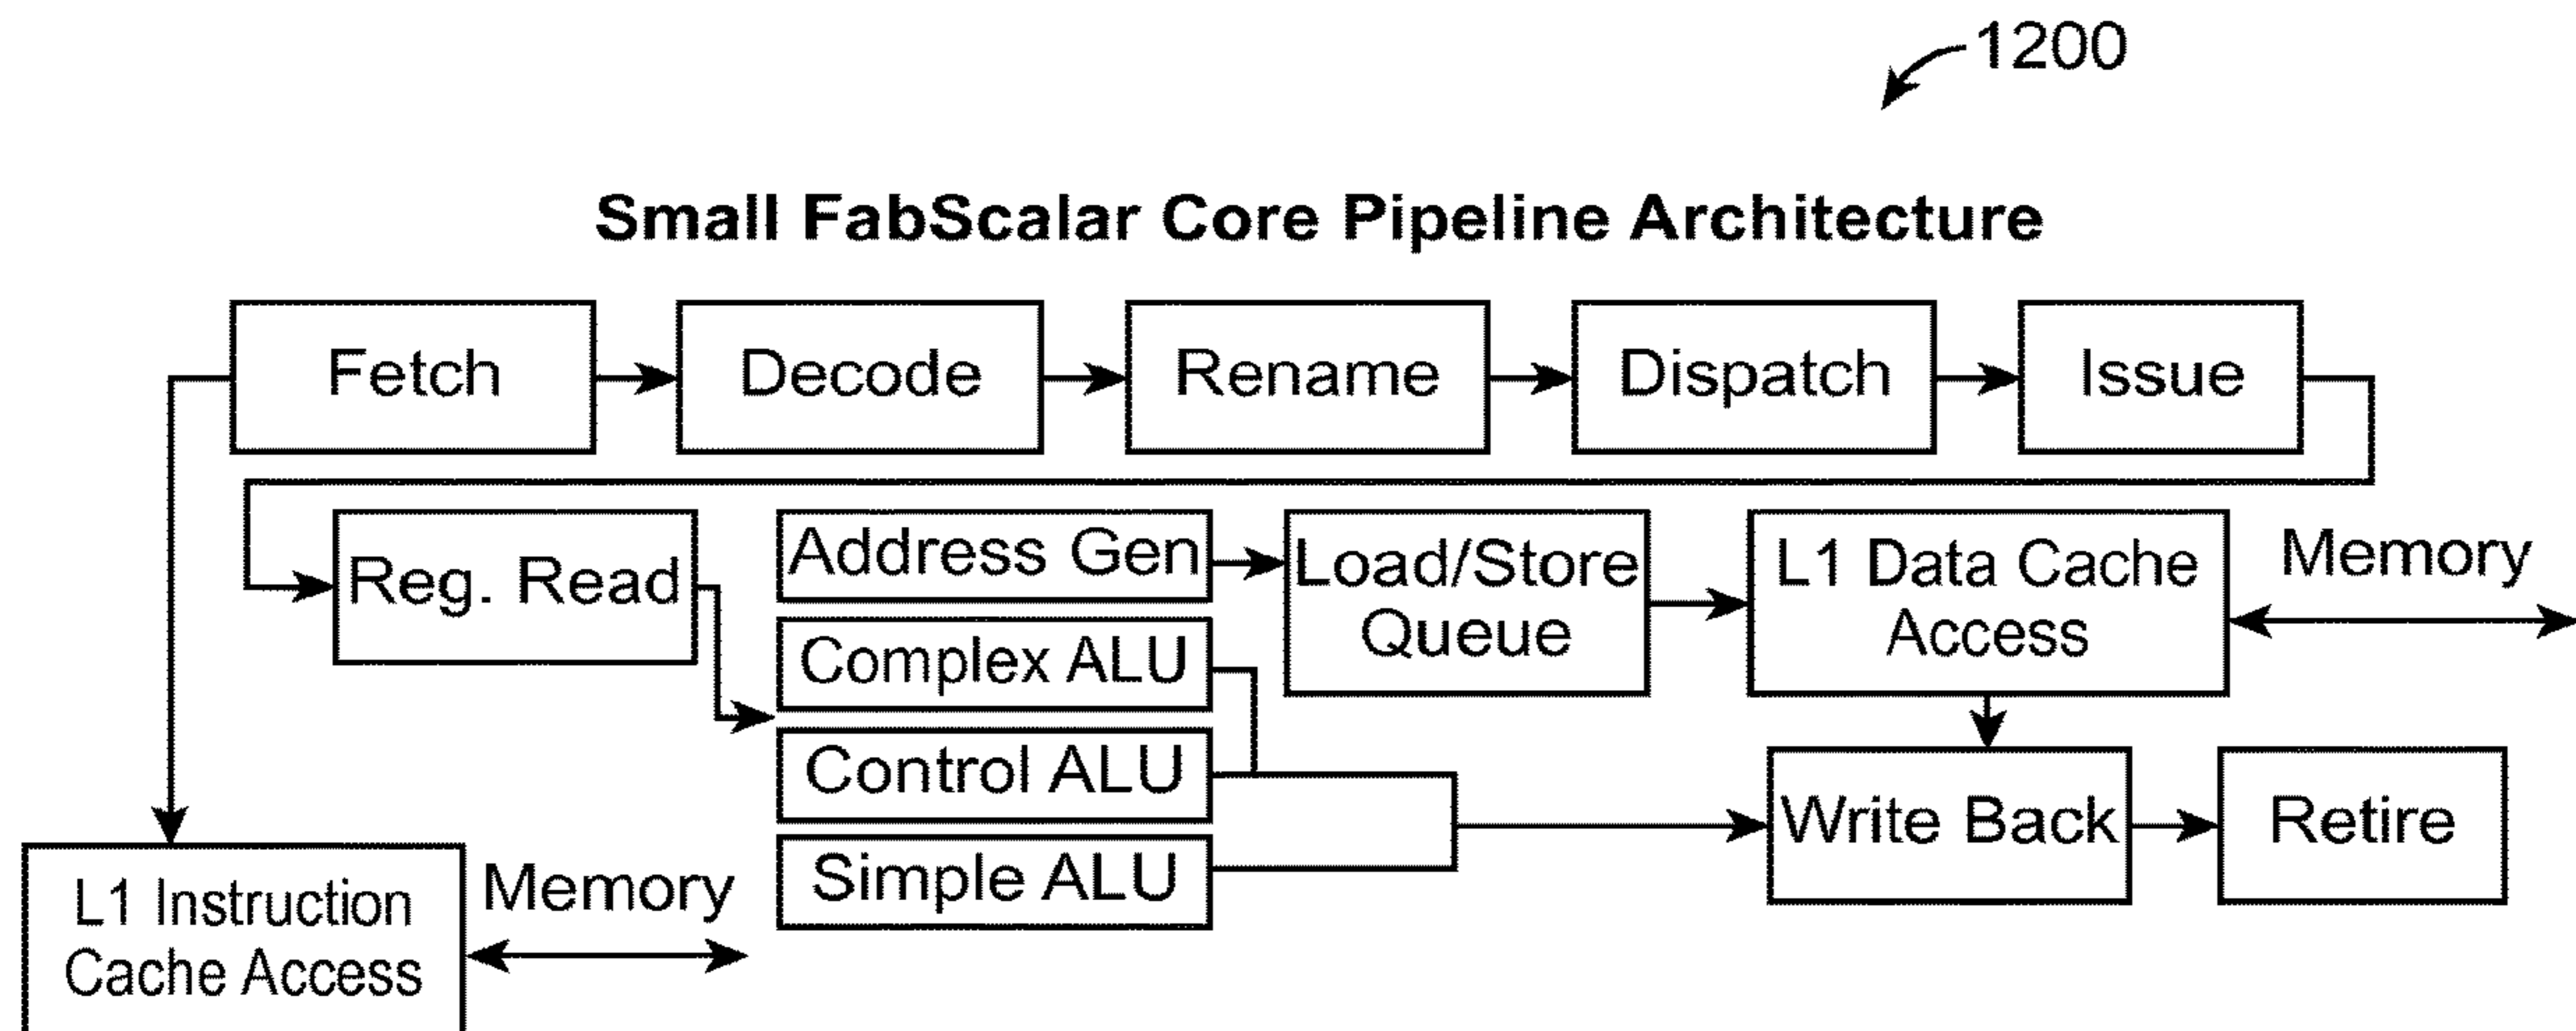 1200
Small FabScalar Core Pipeline Architecture
Fetch
Decode
Rename
Dispatch
Issue
Reg. Read
Address Gen
Complex ALU
Control ALU
Simple ALU
Load/Store
Queue
L1 Data Cache
Access
Memory
Write Back
Retire
L1 Instruction
Cache Access
Memory